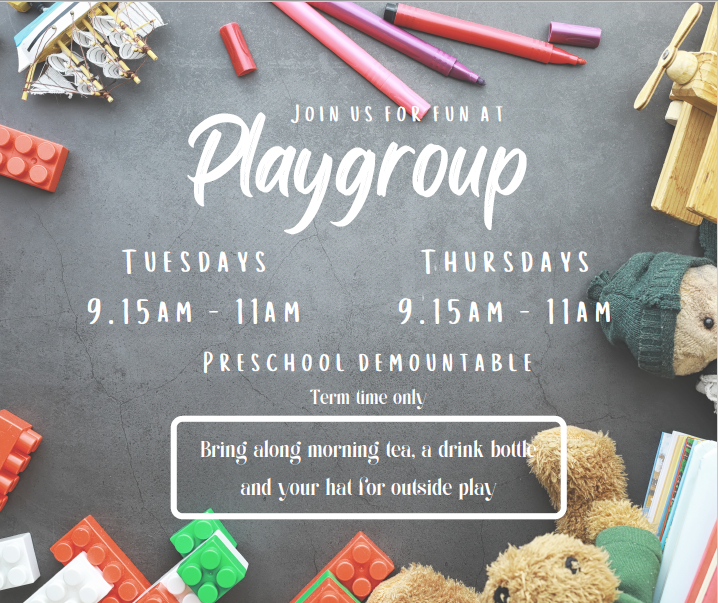 JOIN US FOR FUN AT
Playgroup
TUESDAYS THURSDAYS
9.15AM - 11AM 9.15AM - 11AM
PRESCHOOL DEMOUNTABLE
Term time only
Bring along morning tea, a drink bottle
and your hat for outside play